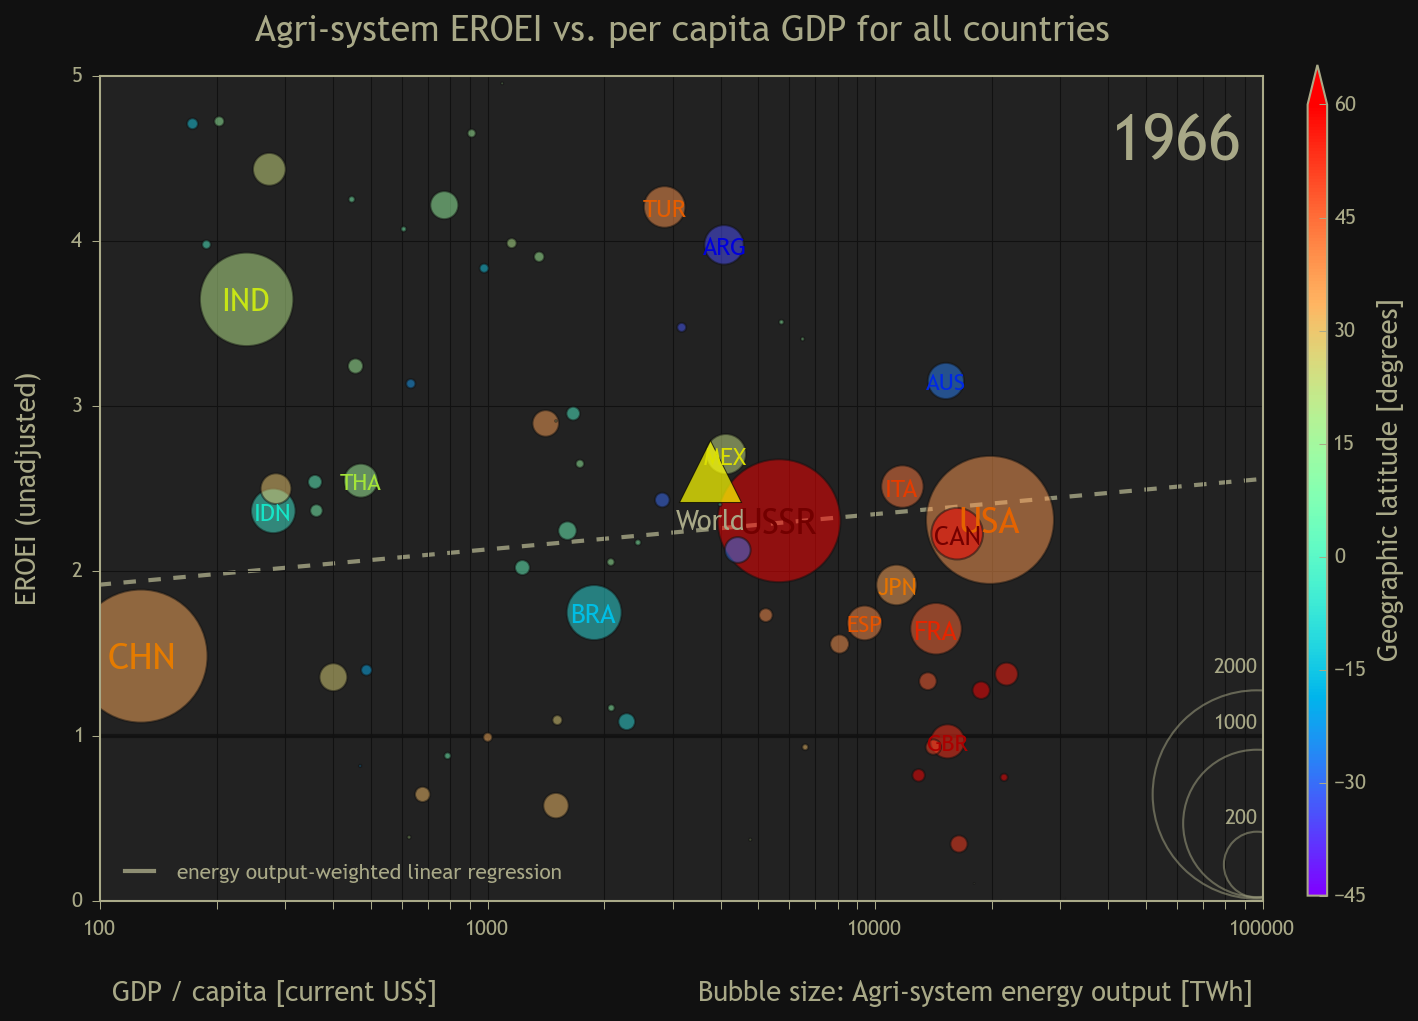 Agri-system EROEI vs. per capita GDP for all countries
1966
5
4
3
2
1
0
EROEI (unadjusted)
TUR
ARG
IND
AUS
MEX
THA
ITA
IDN
World
USSR
USA
CAN
JPN
BRA
ESP
FRA
CHN
GBR
2000
1000
200
energy output-weighted linear regression
100
1000
10000
100000
GDP / capita [current US$]
Bubble size: Agri-system energy output [TWh]
60
45
30
15
0
−15
−30
−45
Geographic latitude [degrees]